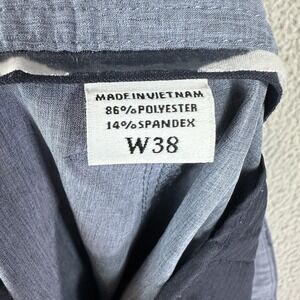 MADE IN VIETNAM
86% POLYESTER
14% SPANDEX
W38